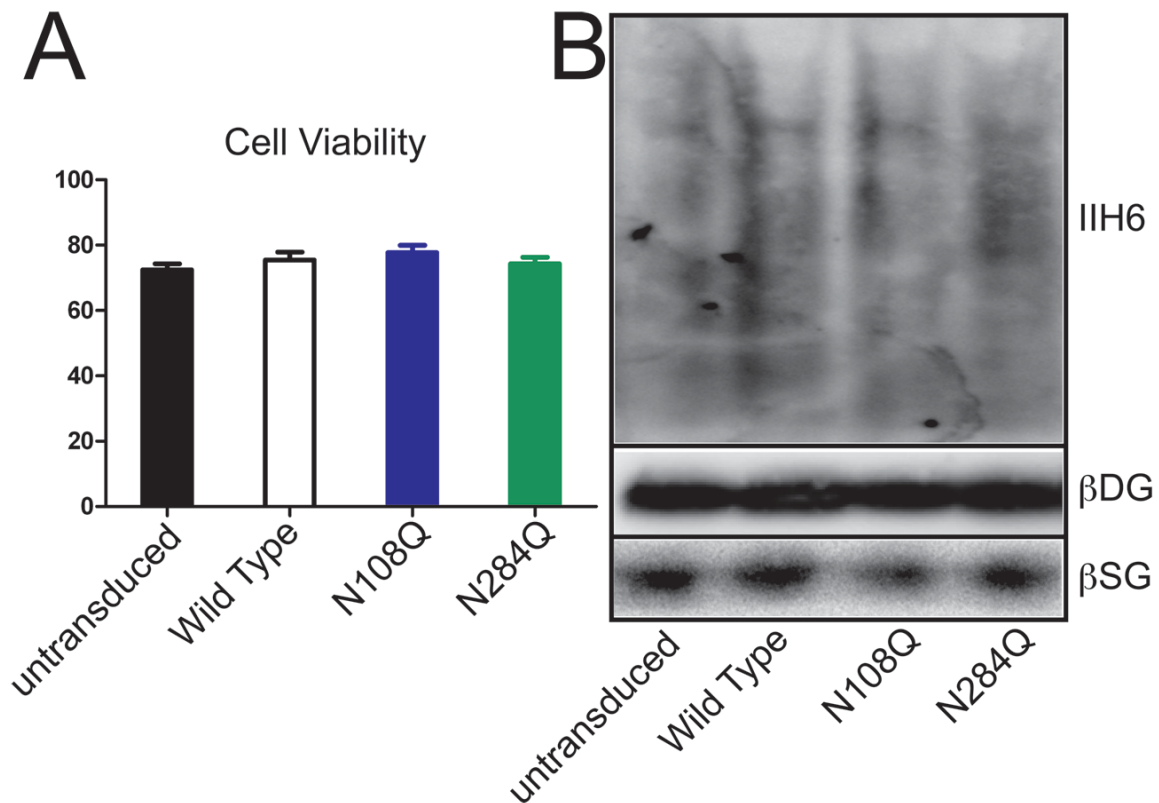 A
B
Cell Viability
100
80
60
40
20
0
untransduced
Wild Type
N108Q
N284Q
IIH6
βDG
βSG
untransduced
Wild Type
N108Q
N284Q